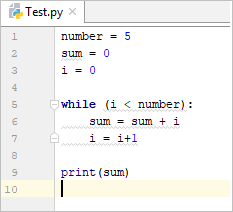 Test.py
1 number = 5
2 sum = 0
3 i = 0
4
5 while (i < number):
6     sum = sum + i
7     i = i+1
8
9 print(sum)
10